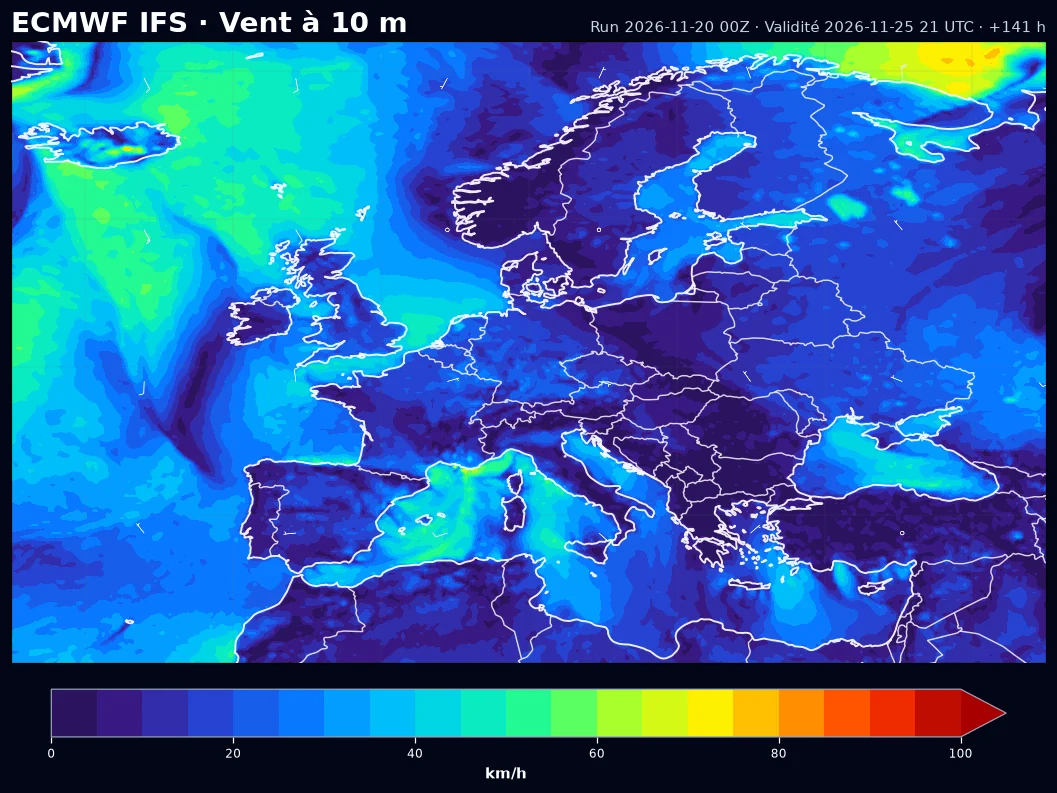 ECMWF IFS · Vent à 10 m
Run 2026-11-20 00Z · Validité 2026-11-25 21 UTC · +141 h
0 20 40 60 80 100
km/h